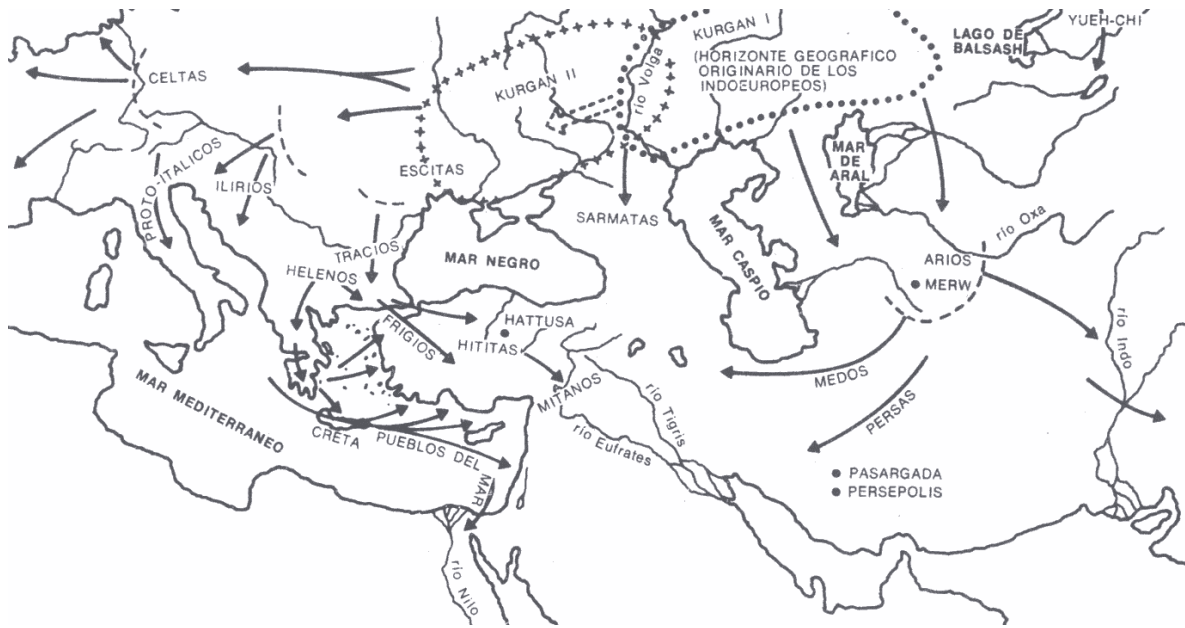 YUEH-CHI
LAGO DE
BALSASH
KURGAN I
(HORIZONTE GEOGRAFICO
ORIGINARIO DE LOS
INDOEUROPEOS)
río Volga
KURGAN II
CELTAS
PROTO-ITALICOS
ILIRIOS
ESCITAS
SARMATAS
MAR
DE
ARAL
MAR CASPIO
río Oxa
ARIOS
MERW
TRACIOS
MAR NEGRO
HELENOS
FRIGIOS
HATTUSA
HITITAS
MITANOS
río Tigris
río Eufrates
MEDOS
PERSAS
río Indo
MAR MEDITERRANEO
CRETA
PUEBLOS DEL MAR
PASARGADA
PERSEPOLIS
río Nilo